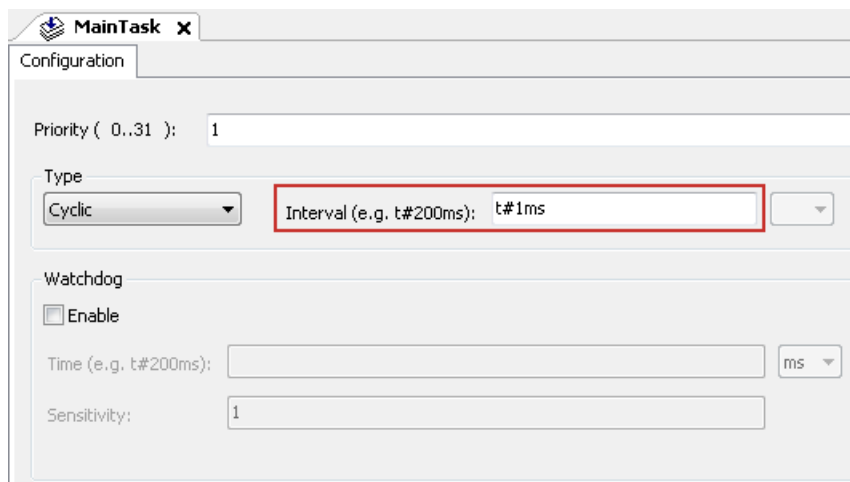 MainTask x
Configuration
Priority ( 0..31 ): 1
Type
Cyclic Interval (e.g. t#200ms): t#1ms
Watchdog
Enable
Time (e.g. t#200ms): ms
Sensitivity: 1